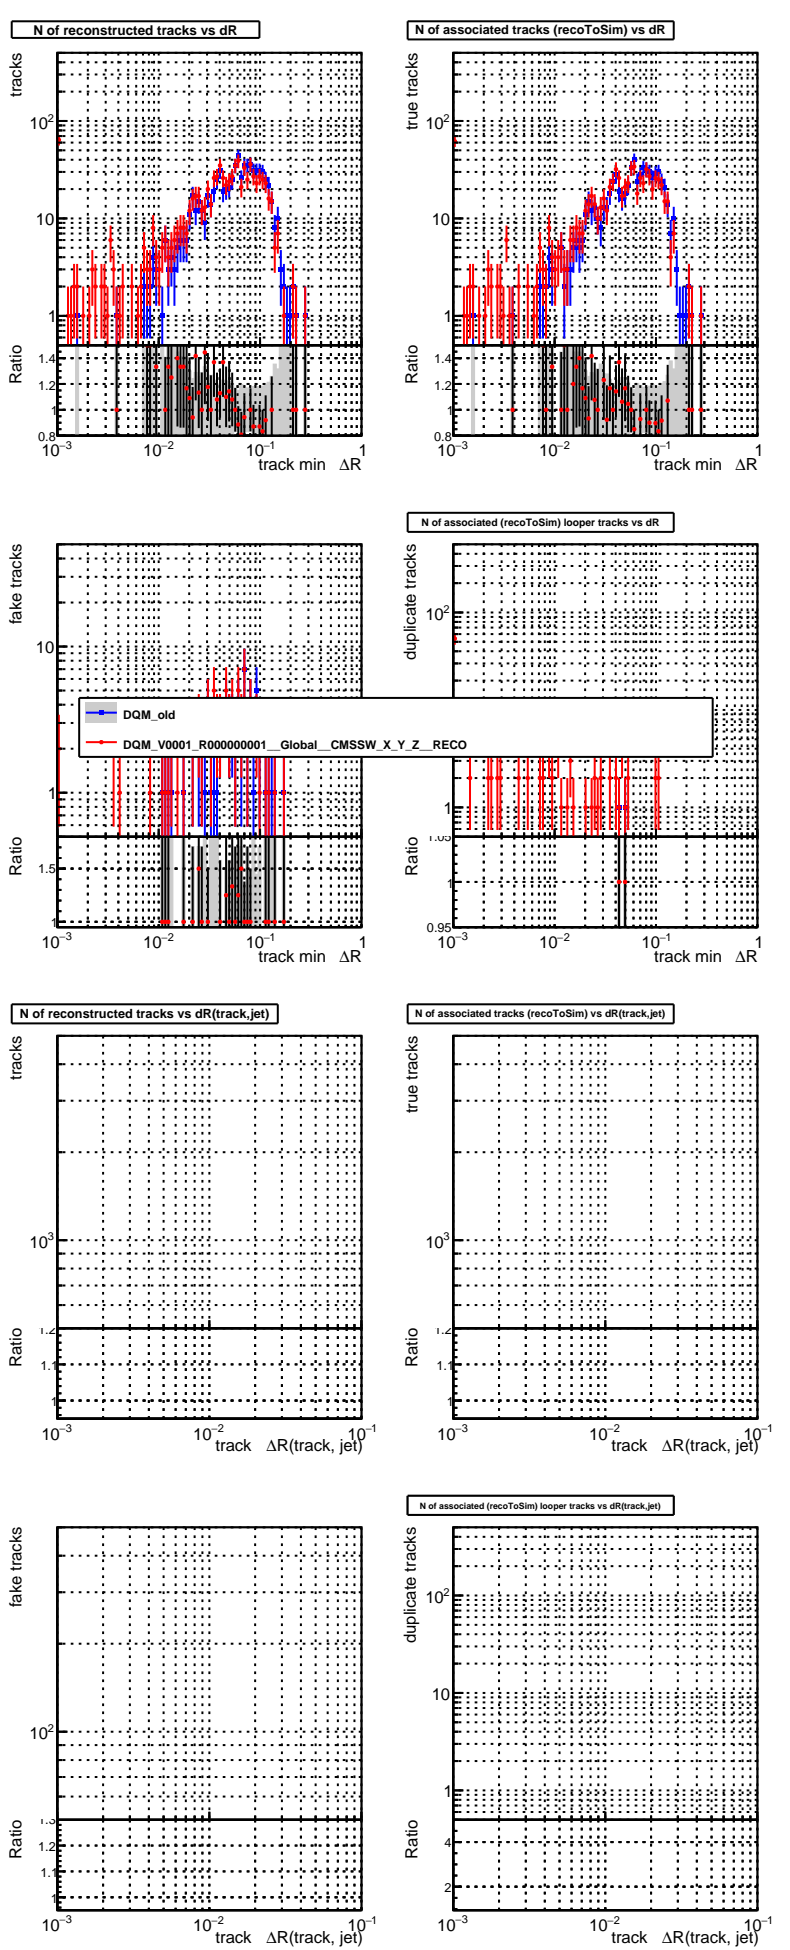 N of reconstructed tracks vs dR
tracks
10²
10
1
Ratio
1.4
1.2
1
0.8
10⁻³ 10⁻² 10⁻¹ 1
track min ΔR
N of associated tracks (recoToSim) vs dR
true tracks
10²
10
1
Ratio
1.4
1.2
1
0.8
10⁻³ 10⁻² 10⁻¹ 1
track min ΔR
fake tracks
10
1
Ratio
1.5
1
10⁻³ 10⁻² 10⁻¹ 1
track min ΔR
N of associated (recoToSim) looper tracks vs dR
duplicate tracks
10²
1
Ratio
1.05
1
0.95
10⁻³ 10⁻² 10⁻¹ 1
track min ΔR
DQM_old
DQM_V0001_R000000001__Global__CMSSW_X_Y_Z__RECO
N of reconstructed tracks vs dR(track,jet)
tracks
10³
Ratio
1.2
1.1
1
10⁻³ 10⁻² 10⁻¹
track ΔR(track, jet)
N of associated tracks (recoToSim) vs dR(track,jet)
true tracks
10³
Ratio
1.2
1.1
1
10⁻³ 10⁻² 10⁻¹
track ΔR(track, jet)
fake tracks
10²
Ratio
1.3
1.2
1.1
1
10⁻³ 10⁻² 10⁻¹
track ΔR(track, jet)
N of associated (recoToSim) looper tracks vs dR(track,jet)
duplicate tracks
10²
10
1
Ratio
4
2
10⁻³ 10⁻² 10⁻¹
track ΔR(track, jet)